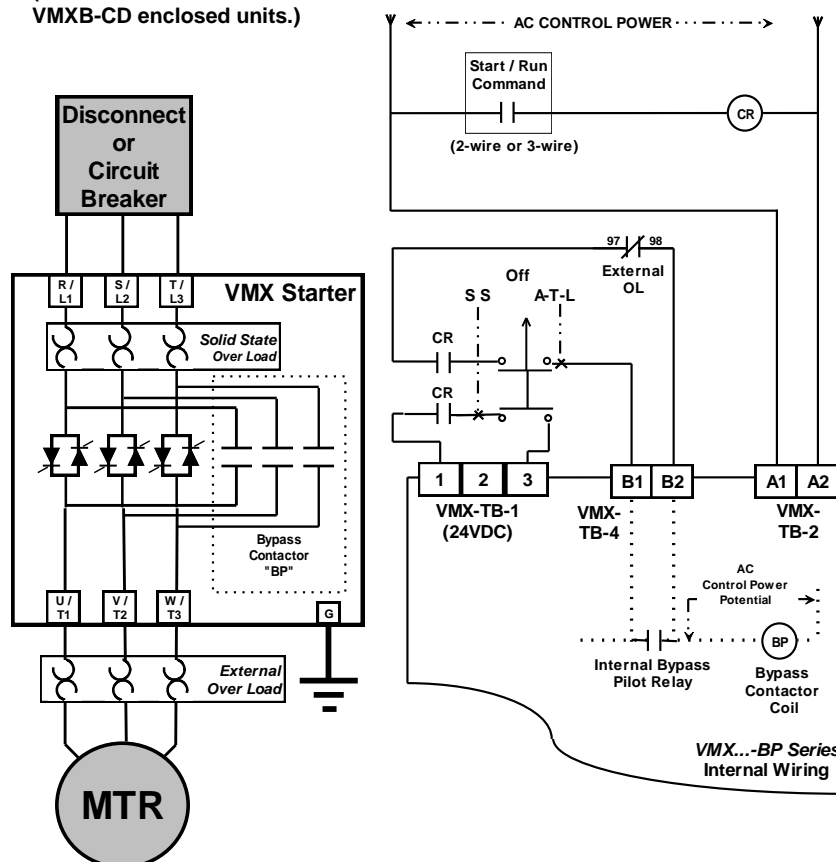 VMXB-CD enclosed units.)
AC CONTROL POWER
Start / Run
Command
(2-wire or 3-wire)
CR
Disconnect
or
Circuit
Breaker
R /
L1
S /
L2
T /
L3
VMX Starter
Solid State
Over Load
Bypass
Contactor
"BP"
U /
T1
V /
T2
W /
T3
G
External
Over Load
MTR
97
98
External
OL
Off
S S
A-T-L
CR
CR
1
2
3
VMX-TB-1
(24VDC)
B1
B2
VMX-
TB-4
A1
A2
VMX-
TB-2
AC
Control Power
Potential
BP
Internal Bypass
Pilot Relay
Bypass
Contactor
Coil
VMX...-BP Series
Internal Wiring